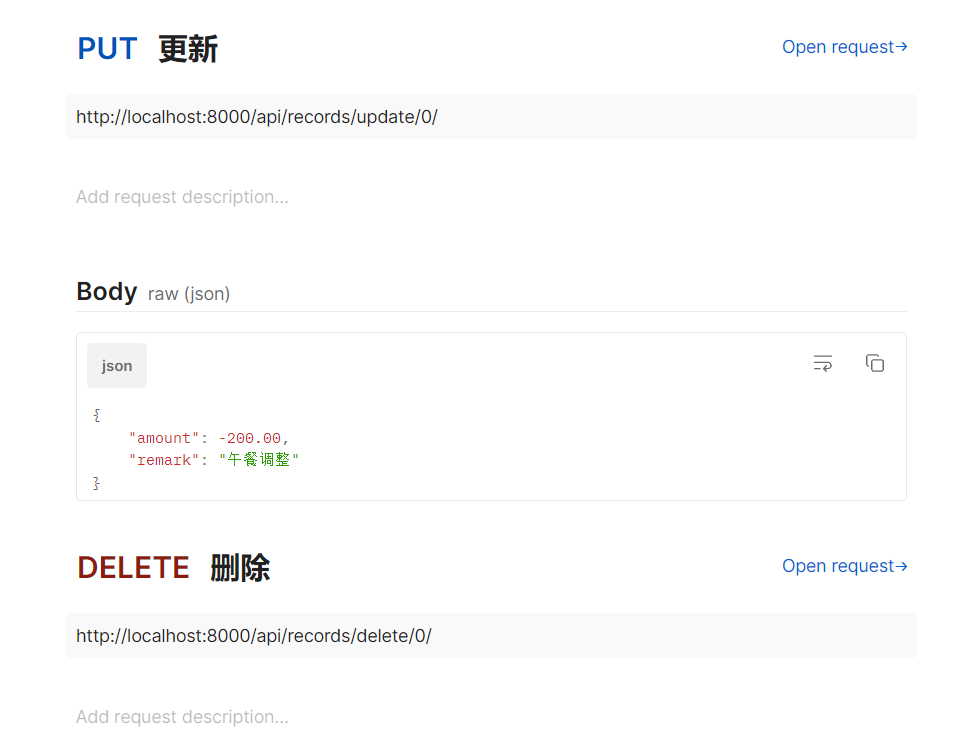 PUT 更新
Open request→
http://localhost:8000/api/records/update/0/
Add request description…
Body raw (json)
json
{
    "amount": -200.00,
    "remark": "午餐调整"
}
DELETE 删除
Open request→
http://localhost:8000/api/records/delete/0/
Add request description…